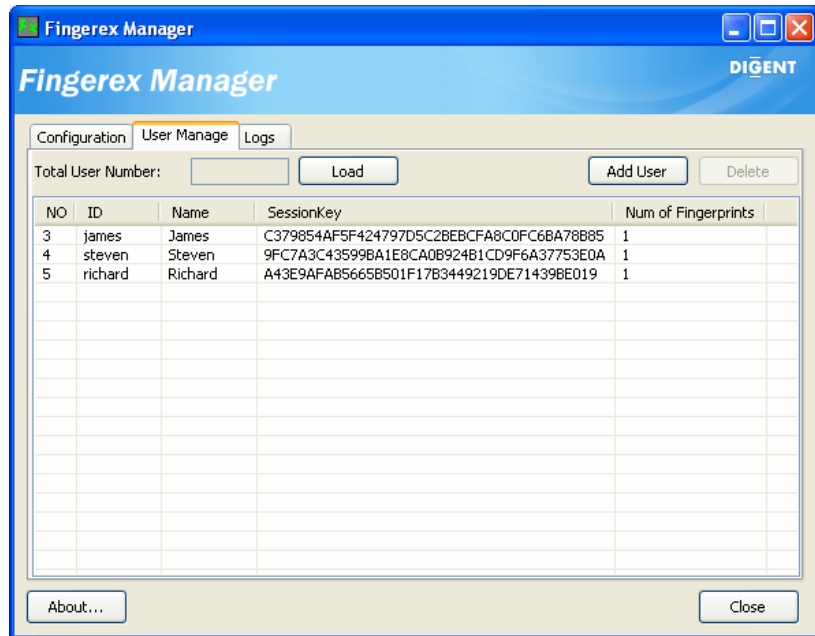 Fingerex Manager
Fingerex Manager
DIGENT
Configuration User Manage Logs
Total User Number: Load Add User Delete
NO ID Name SessionKey Num of Fingerprints
3 james James C379854AF5F424797D5C2BEBCFA8C0FC6BA78B85 1
4 steven Steven 9FC7A3C43599BA1E8CA0B924B1CD9F6A37753E0A 1
5 richard Richard A43E9AFAB5665B501F17B3449219DE71439BE019 1
About... Close